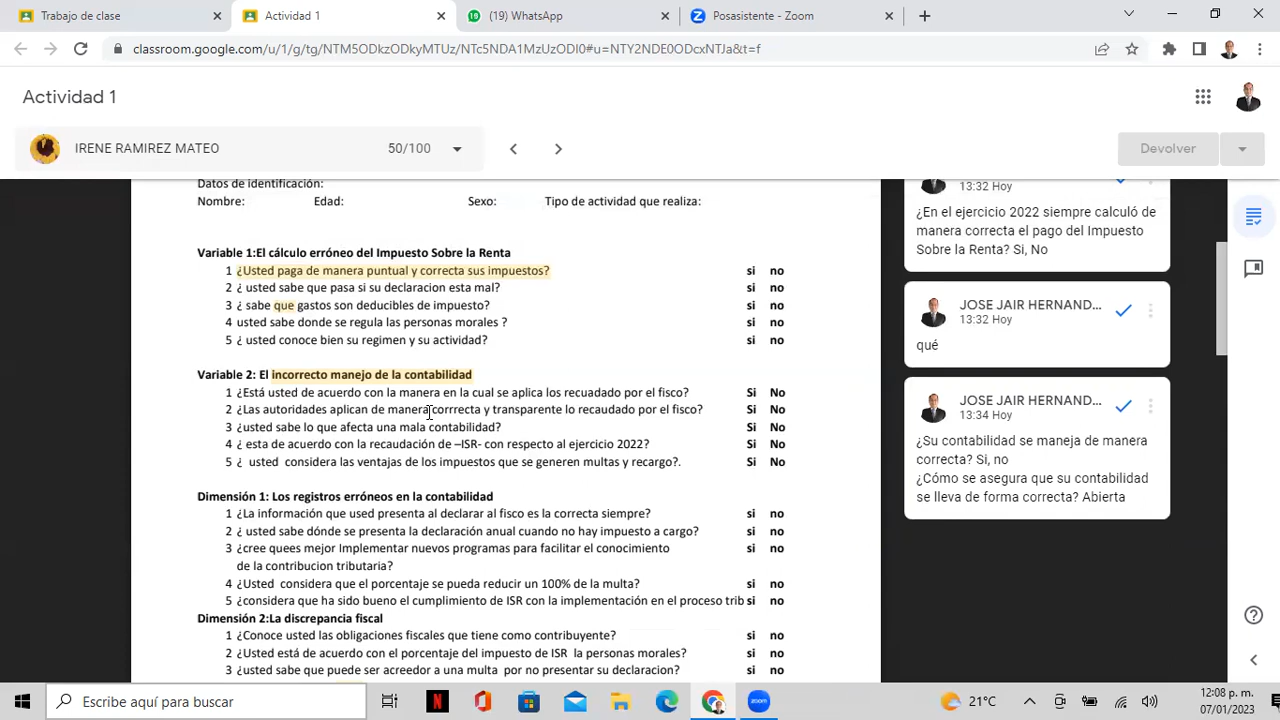 Trabajo de clase
Actividad 1
(19) WhatsApp
Posasistente - Zoom
classroom.google.com/u/1/g/tg/NTM5ODkzODkyMTUz/NTc5NDA1MzUzODI0#u=NTY2NDE0ODcxNTJa&t=f
Actividad 1
IRENE RAMIREZ MATEO
50/100
Devolver
Datos de identificación:
Nombre: Edad: Sexo: Tipo de actividad que realiza:
Variable 1:El cálculo erróneo del Impuesto Sobre la Renta
1 ¿Usted paga de manera puntual y correcta sus impuestos? si no
2 ¿ usted sabe que pasa si su declaracion esta mal? si no
3 ¿ sabe que gastos son deducibles de impuesto? si no
4 usted sabe donde se regula las personas morales ? si no
5 ¿ usted conoce bien su regimen y su actividad? si no
Variable 2: El incorrecto manejo de la contabilidad
1 ¿Está usted de acuerdo con la manera en la cual se aplica los recuadado por el fisco? Si No
2 ¿Las autoridades aplican de manera corrrecta y transparente lo recaudado por el fisco? Si No
3 ¿usted sabe lo que afecta una mala contabilidad? Si No
4 ¿ esta de acuerdo con la recaudación de –ISR- con respecto al ejercicio 2022? Si No
5 ¿ usted considera las ventajas de los impuestos que se generen multas y recargo?. Si No
Dimensión 1: Los registros erróneos en la contabilidad
1 ¿La información que used presenta al declarar al fisco es la correcta siempre? si no
2 ¿ usted sabe dónde se presenta la declaración anual cuando no hay impuesto a cargo? si no
3 ¿cree quees mejor Implementar nuevos programas para facilitar el conocimiento si no
de la contribucion tributaria?
4 ¿Usted considera que el porcentaje se pueda reducir un 100% de la multa? si no
5 ¿considera que ha sido bueno el cumplimiento de ISR con la implementación en el proceso trib si no
Dimensión 2:La discrepancia fiscal
1 ¿Conoce usted las obligaciones fiscales que tiene como contribuyente? si no
2 ¿Usted está de acuerdo con el porcentaje del impuesto de ISR la personas morales? si no
3 ¿usted sabe que puede ser acreedor a una multa por no presentar su declaracion? si no
13:32 Hoy
¿En el ejercicio 2022 siempre calculó de
manera correcta el pago del Impuesto
Sobre la Renta? Si, No
JOSE JAIR HERNAND...
13:32 Hoy
qué
JOSE JAIR HERNAND...
13:34 Hoy
¿Su contabilidad se maneja de manera
correcta? Si, no
¿Cómo se asegura que su contabilidad
se lleva de forma correcta? Abierta
Escribe aquí para buscar
21°C
12:08 p. m.
07/01/2023